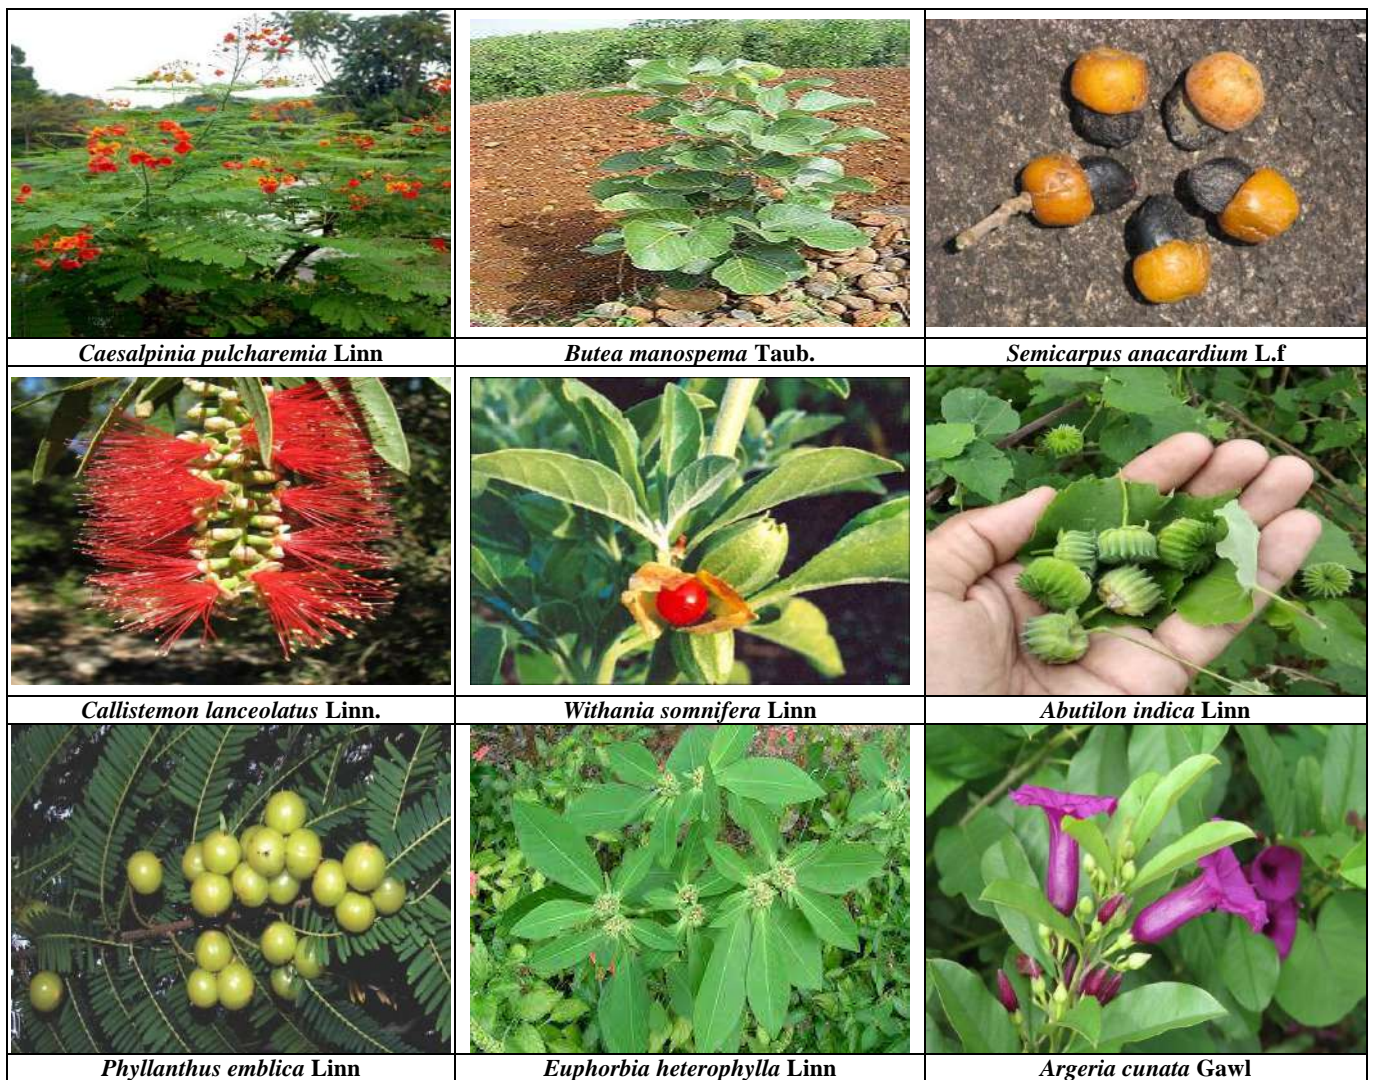 Caesalpinia pulcharemia Linn
Butea manospema Taub.
Semicarpus anacardium L.f
Callistemon lanceolatus Linn.
Withania somnifera Linn
Abutilon indica Linn
Phyllanthus emblica Linn
Euphorbia heterophylla Linn
Argeria cunata Gawl